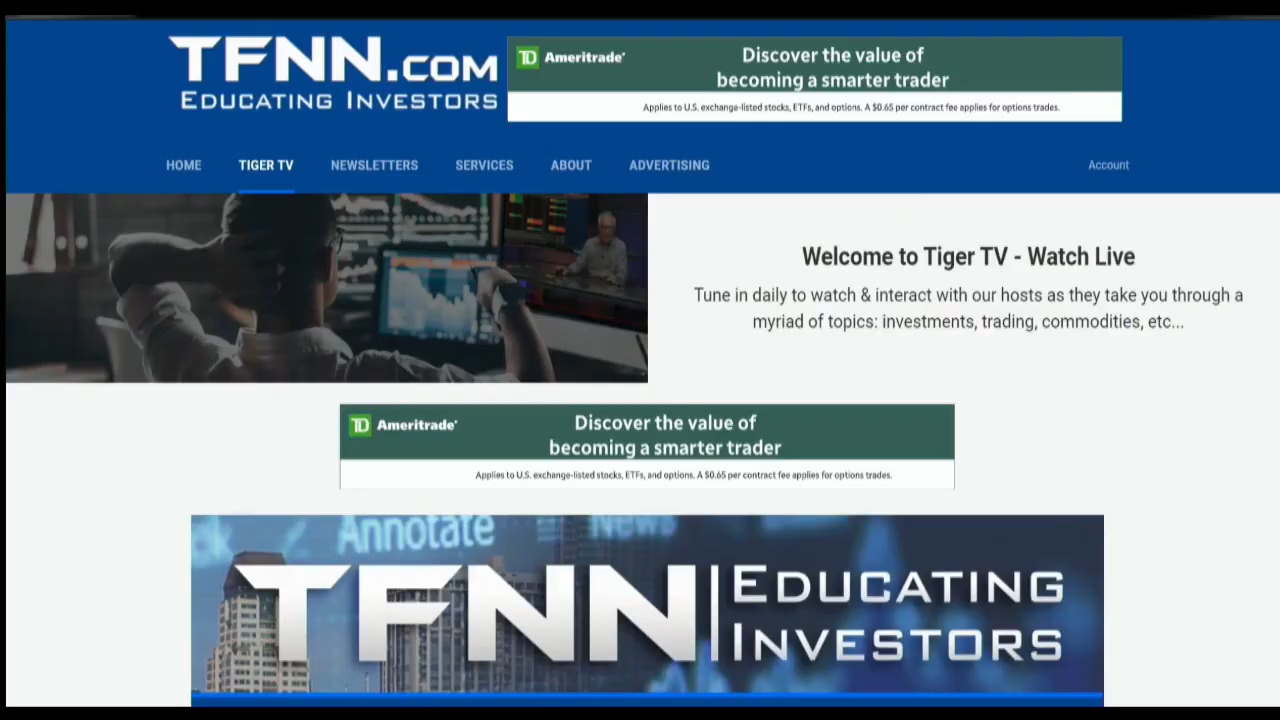 TFNN.COM
EDUCATING INVESTORS
TD Ameritrade
Discover the value of
becoming a smarter trader
Applies to U.S. exchange-listed stocks, ETFs, and options. A $0.65 per contract fee applies for options trades.
HOME TIGER TV NEWSLETTERS SERVICES ABOUT ADVERTISING Account
Welcome to Tiger TV - Watch Live
Tune in daily to watch & interact with our hosts as they take you through a
myriad of topics: investments, trading, commodities, etc...
TD Ameritrade
Discover the value of
becoming a smarter trader
Applies to U.S. exchange-listed stocks, ETFs, and options. A $0.65 per contract fee applies for options trades.
Annotate News
TFNN
EDUCATING
INVESTORS